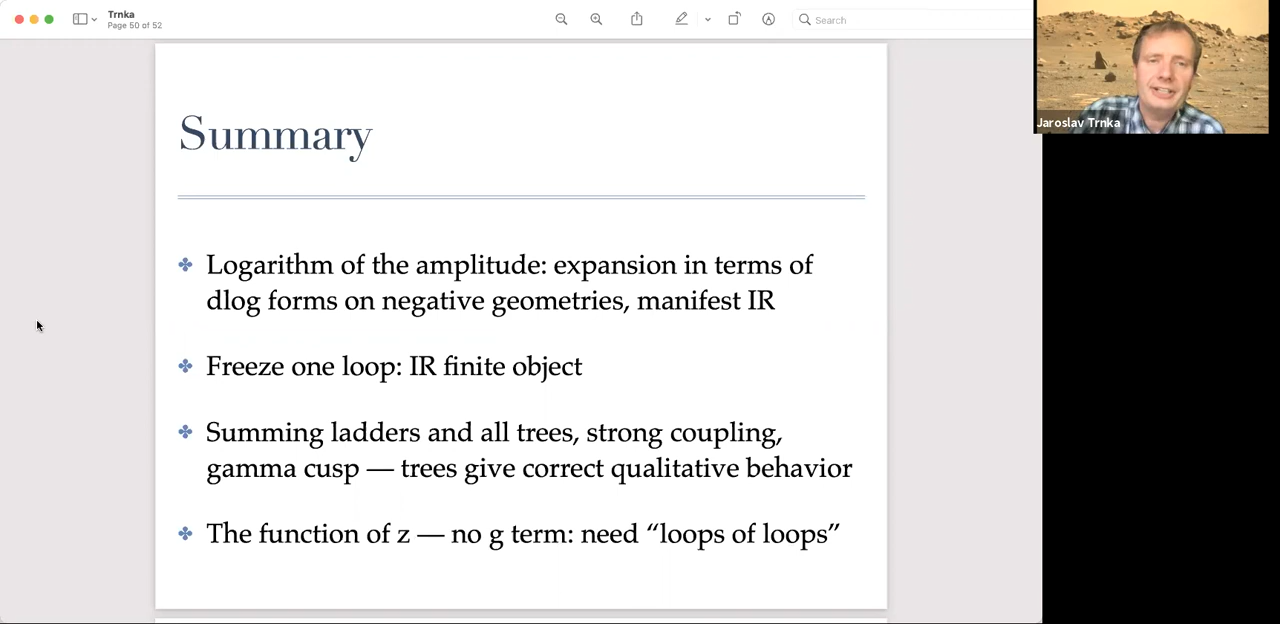 Trnka
Page 50 of 52
Search
Jaroslav Trnka
Summary
Logarithm of the amplitude: expansion in terms of
dlog forms on negative geometries, manifest IR
Freeze one loop: IR finite object
Summing ladders and all trees, strong coupling,
gamma cusp — trees give correct qualitative behavior
The function of z — no g term: need “loops of loops”